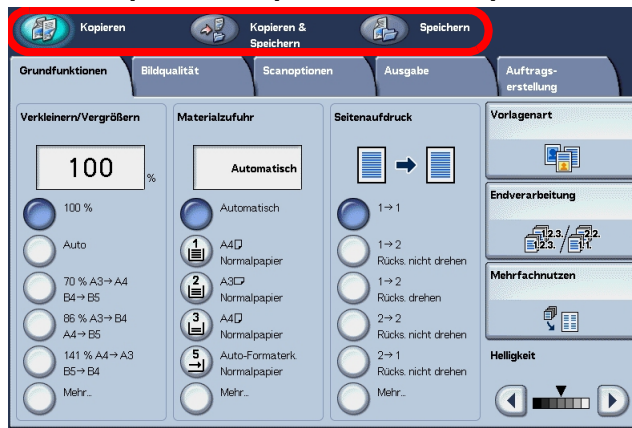 Kopieren
Kopieren &
Speichern
Speichern
Grundfunktionen
Bildqualität
Scanoptionen
Ausgabe
Auftrags-
erstellung
Verkleinern/Vergrößern
100 %
100 %
Auto
70 % A3→A4
B4→B5
86 % A3→B4
A4→B5
141 % A4→A3
B5→B4
Mehr...
Materialzufuhr
Automatisch
Automatisch
1 A4
Normalpapier
2 A3
Normalpapier
3 A4
Normalpapier
5 Auto-Formaterk.
Normalpapier
Mehr...
Seitenaufdruck
1→1
1→2
Rücks. nicht drehen
1→2
Rücks. drehen
2→2
Rücks. nicht drehen
2→1
Rücks. nicht drehen
Mehr...
Vorlagenart
Endverarbeitung
1.2.3. / 2.2.
1.2.3. / 1.1.
Mehrfachnutzen
Helligkeit